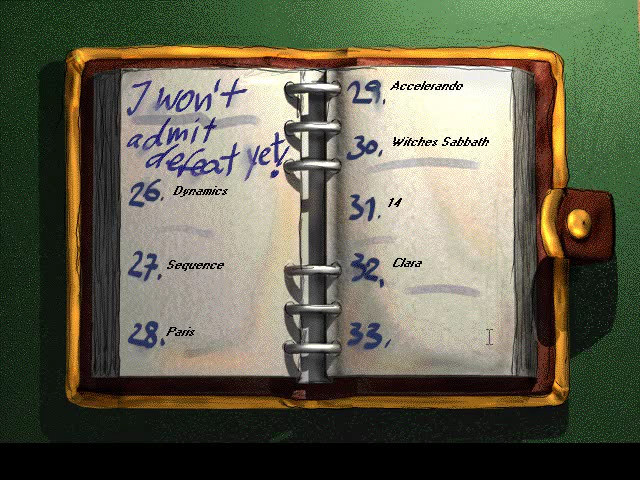 I won't
admit
defeat yet!
26. Dynamics
27. Sequence
28. Paris
29. Accelerando
30. Witches Sabbath
31. 14
32. Clara
33.